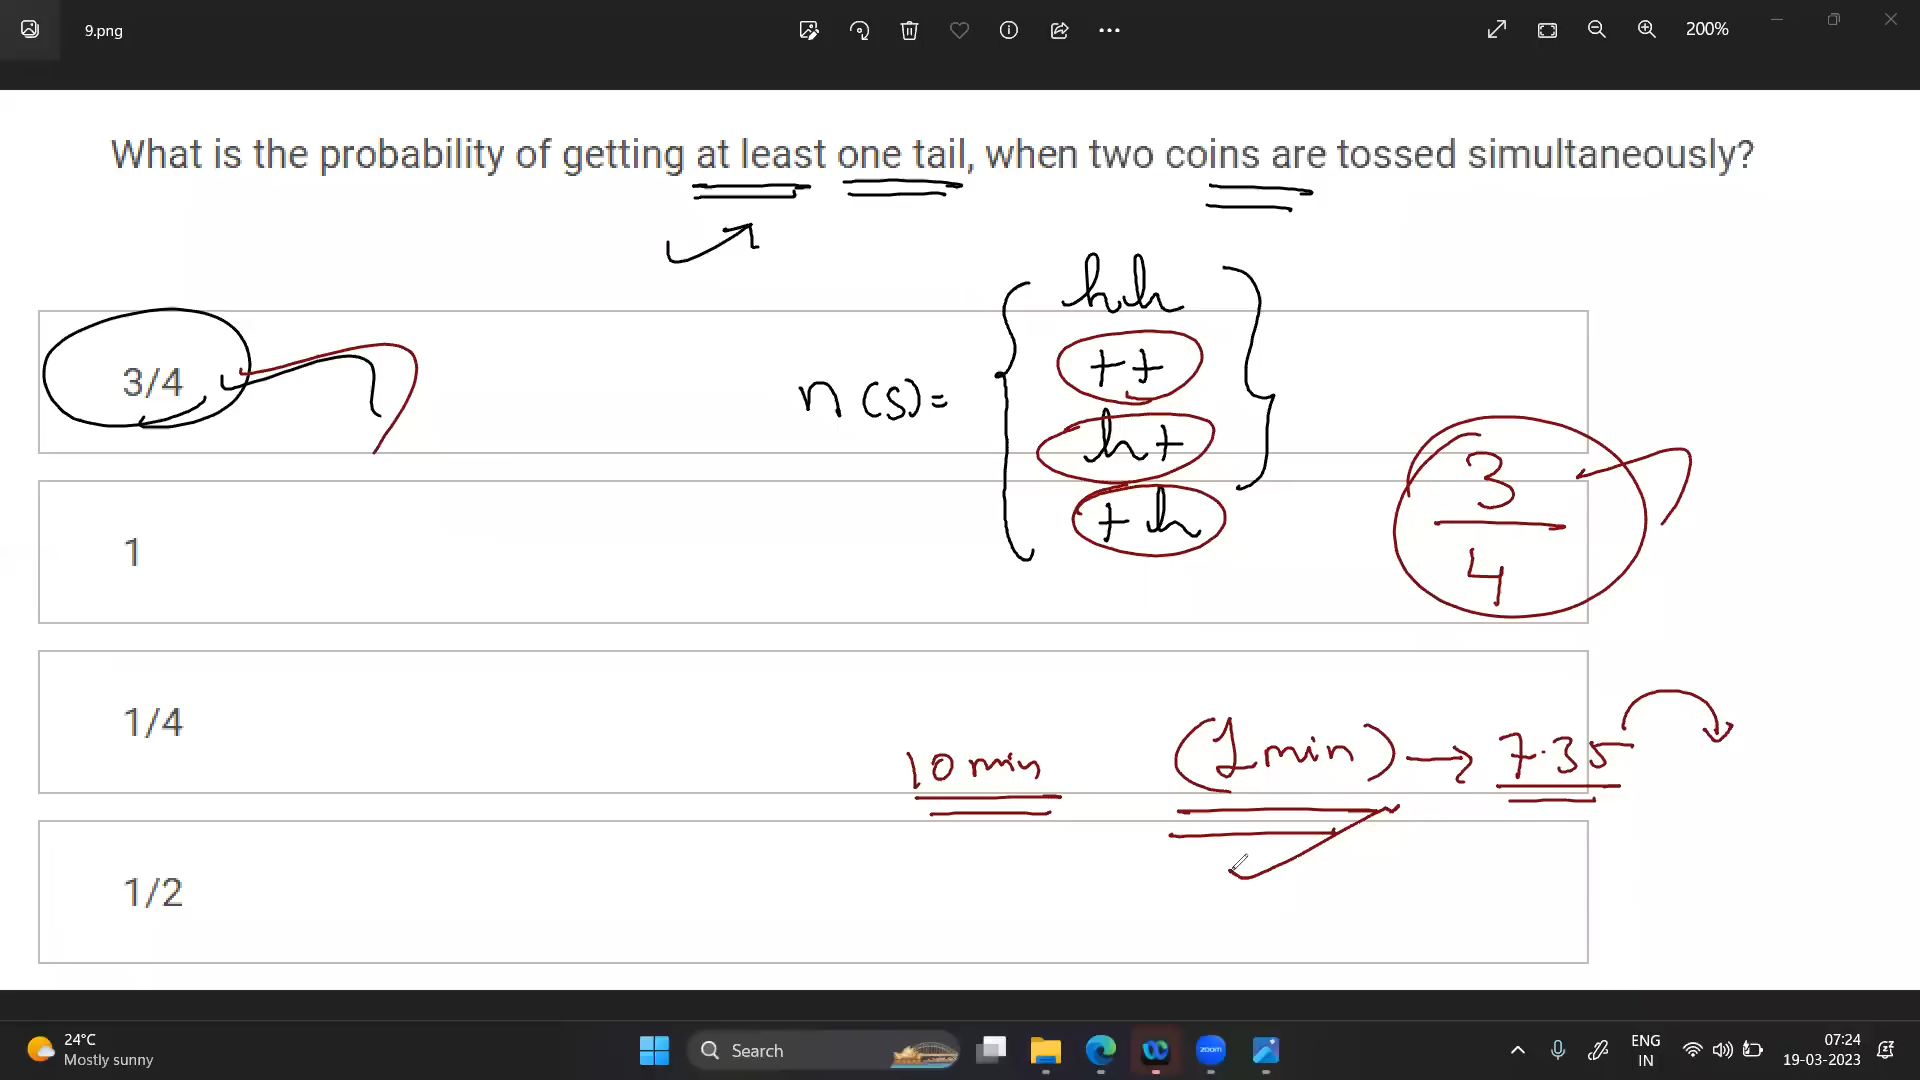 9.png
200%
What is the probability of getting at least one tail, when two coins are tossed simultaneously?
hh
3/4
tt
n(s)=
ht
3
4
1
th
1/4
10 min (1 min) → 7.35
1/2
24°C
Mostly sunny
Search
zoom
ENG
IN
07:24
19-03-2023